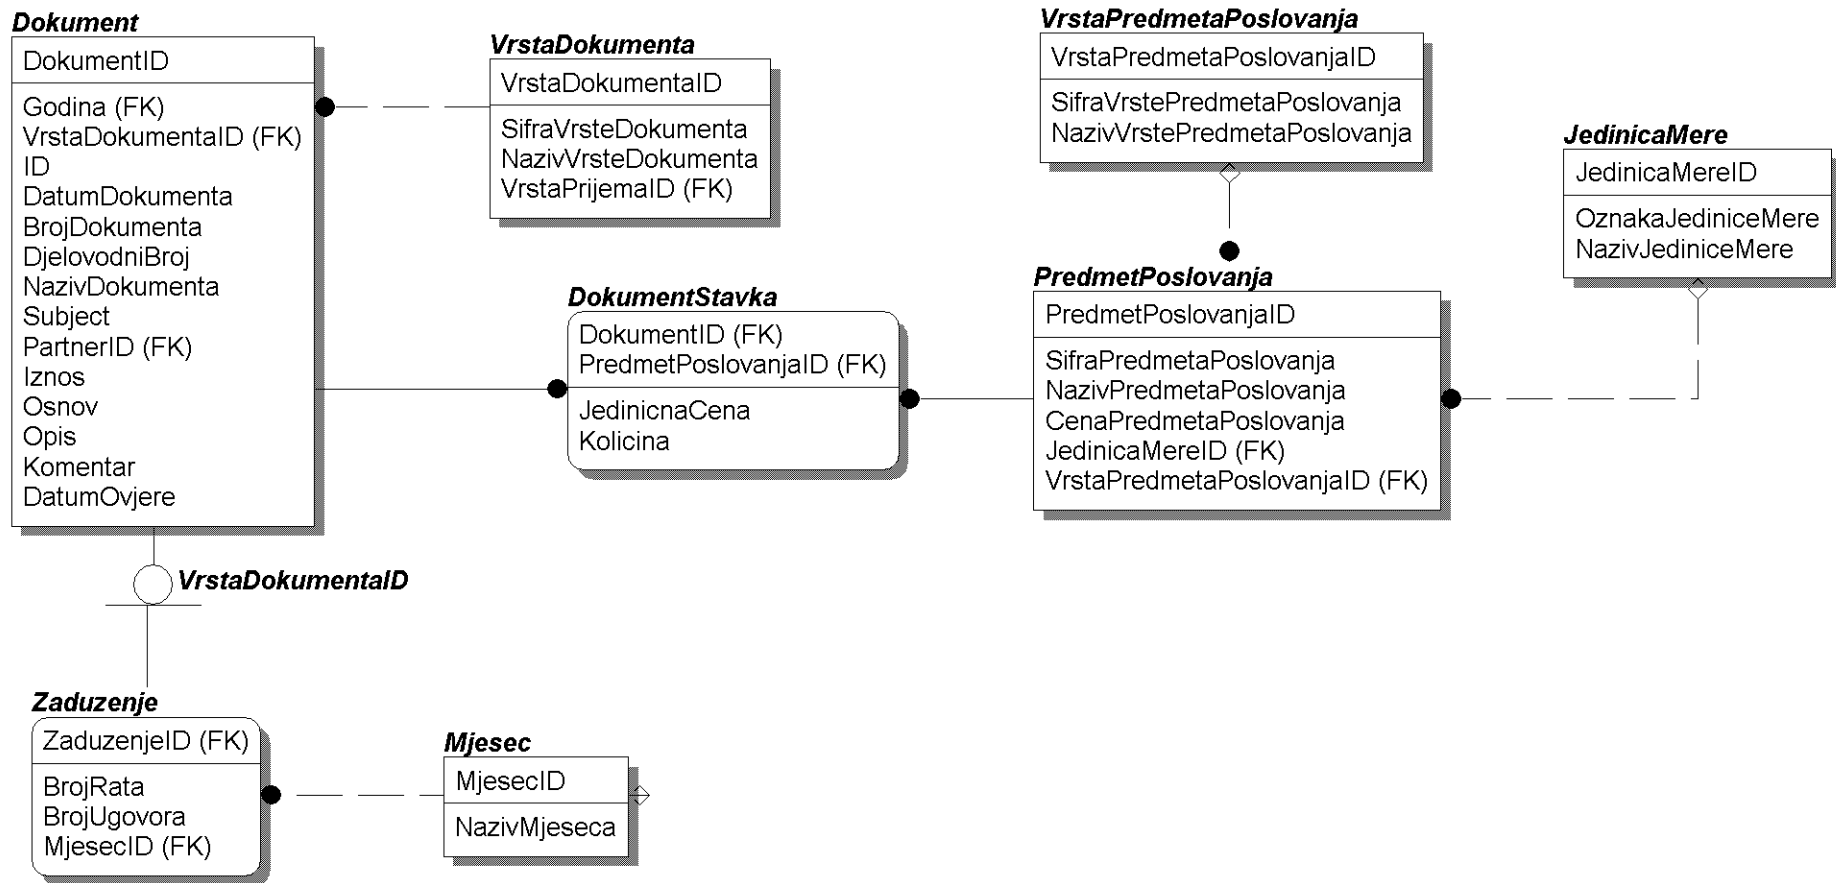 Dokument
DokumentID
Godina (FK)
VrstaDokumentaID (FK)
ID
DatumDokumenta
BrojDokumenta
DjelovodniBroj
NazivDokumenta
Subject
PartnerID (FK)
Iznos
Osnov
Opis
Komentar
DatumOvjere
VrstaDokumenta
VrstaDokumentaID
SifraVrsteDokumenta
NazivVrsteDokumenta
VrstaPrijemaID (FK)
VrstaPredmetaPoslovanja
VrstaPredmetaPoslovanjaID
SifraVrstePredmetaPoslovanja
NazivVrstePredmetaPoslovanja
JedinicaMere
JedinicaMereID
OznakaJediniceMere
NazivJediniceMere
DokumentStavka
DokumentID (FK)
PredmetPoslovanjaID (FK)
JedinicnaCena
Kolicina
PredmetPoslovanja
PredmetPoslovanjaID
SifraPredmetaPoslovanja
NazivPredmetaPoslovanja
CenaPredmetaPoslovanja
JedinicaMereID (FK)
VrstaPredmetaPoslovanjaID (FK)
VrstaDokumentaID
Zaduzenje
ZaduzenjeID (FK)
BrojRata
BrojUgovora
MjesecID (FK)
Mjesec
MjesecID
NazivMjeseca